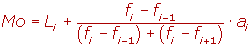 Mo = Lᵢ + (fᵢ − fᵢ₋₁) / ((fᵢ − fᵢ₋₁) + (fᵢ − fᵢ₊₁)) · aᵢ